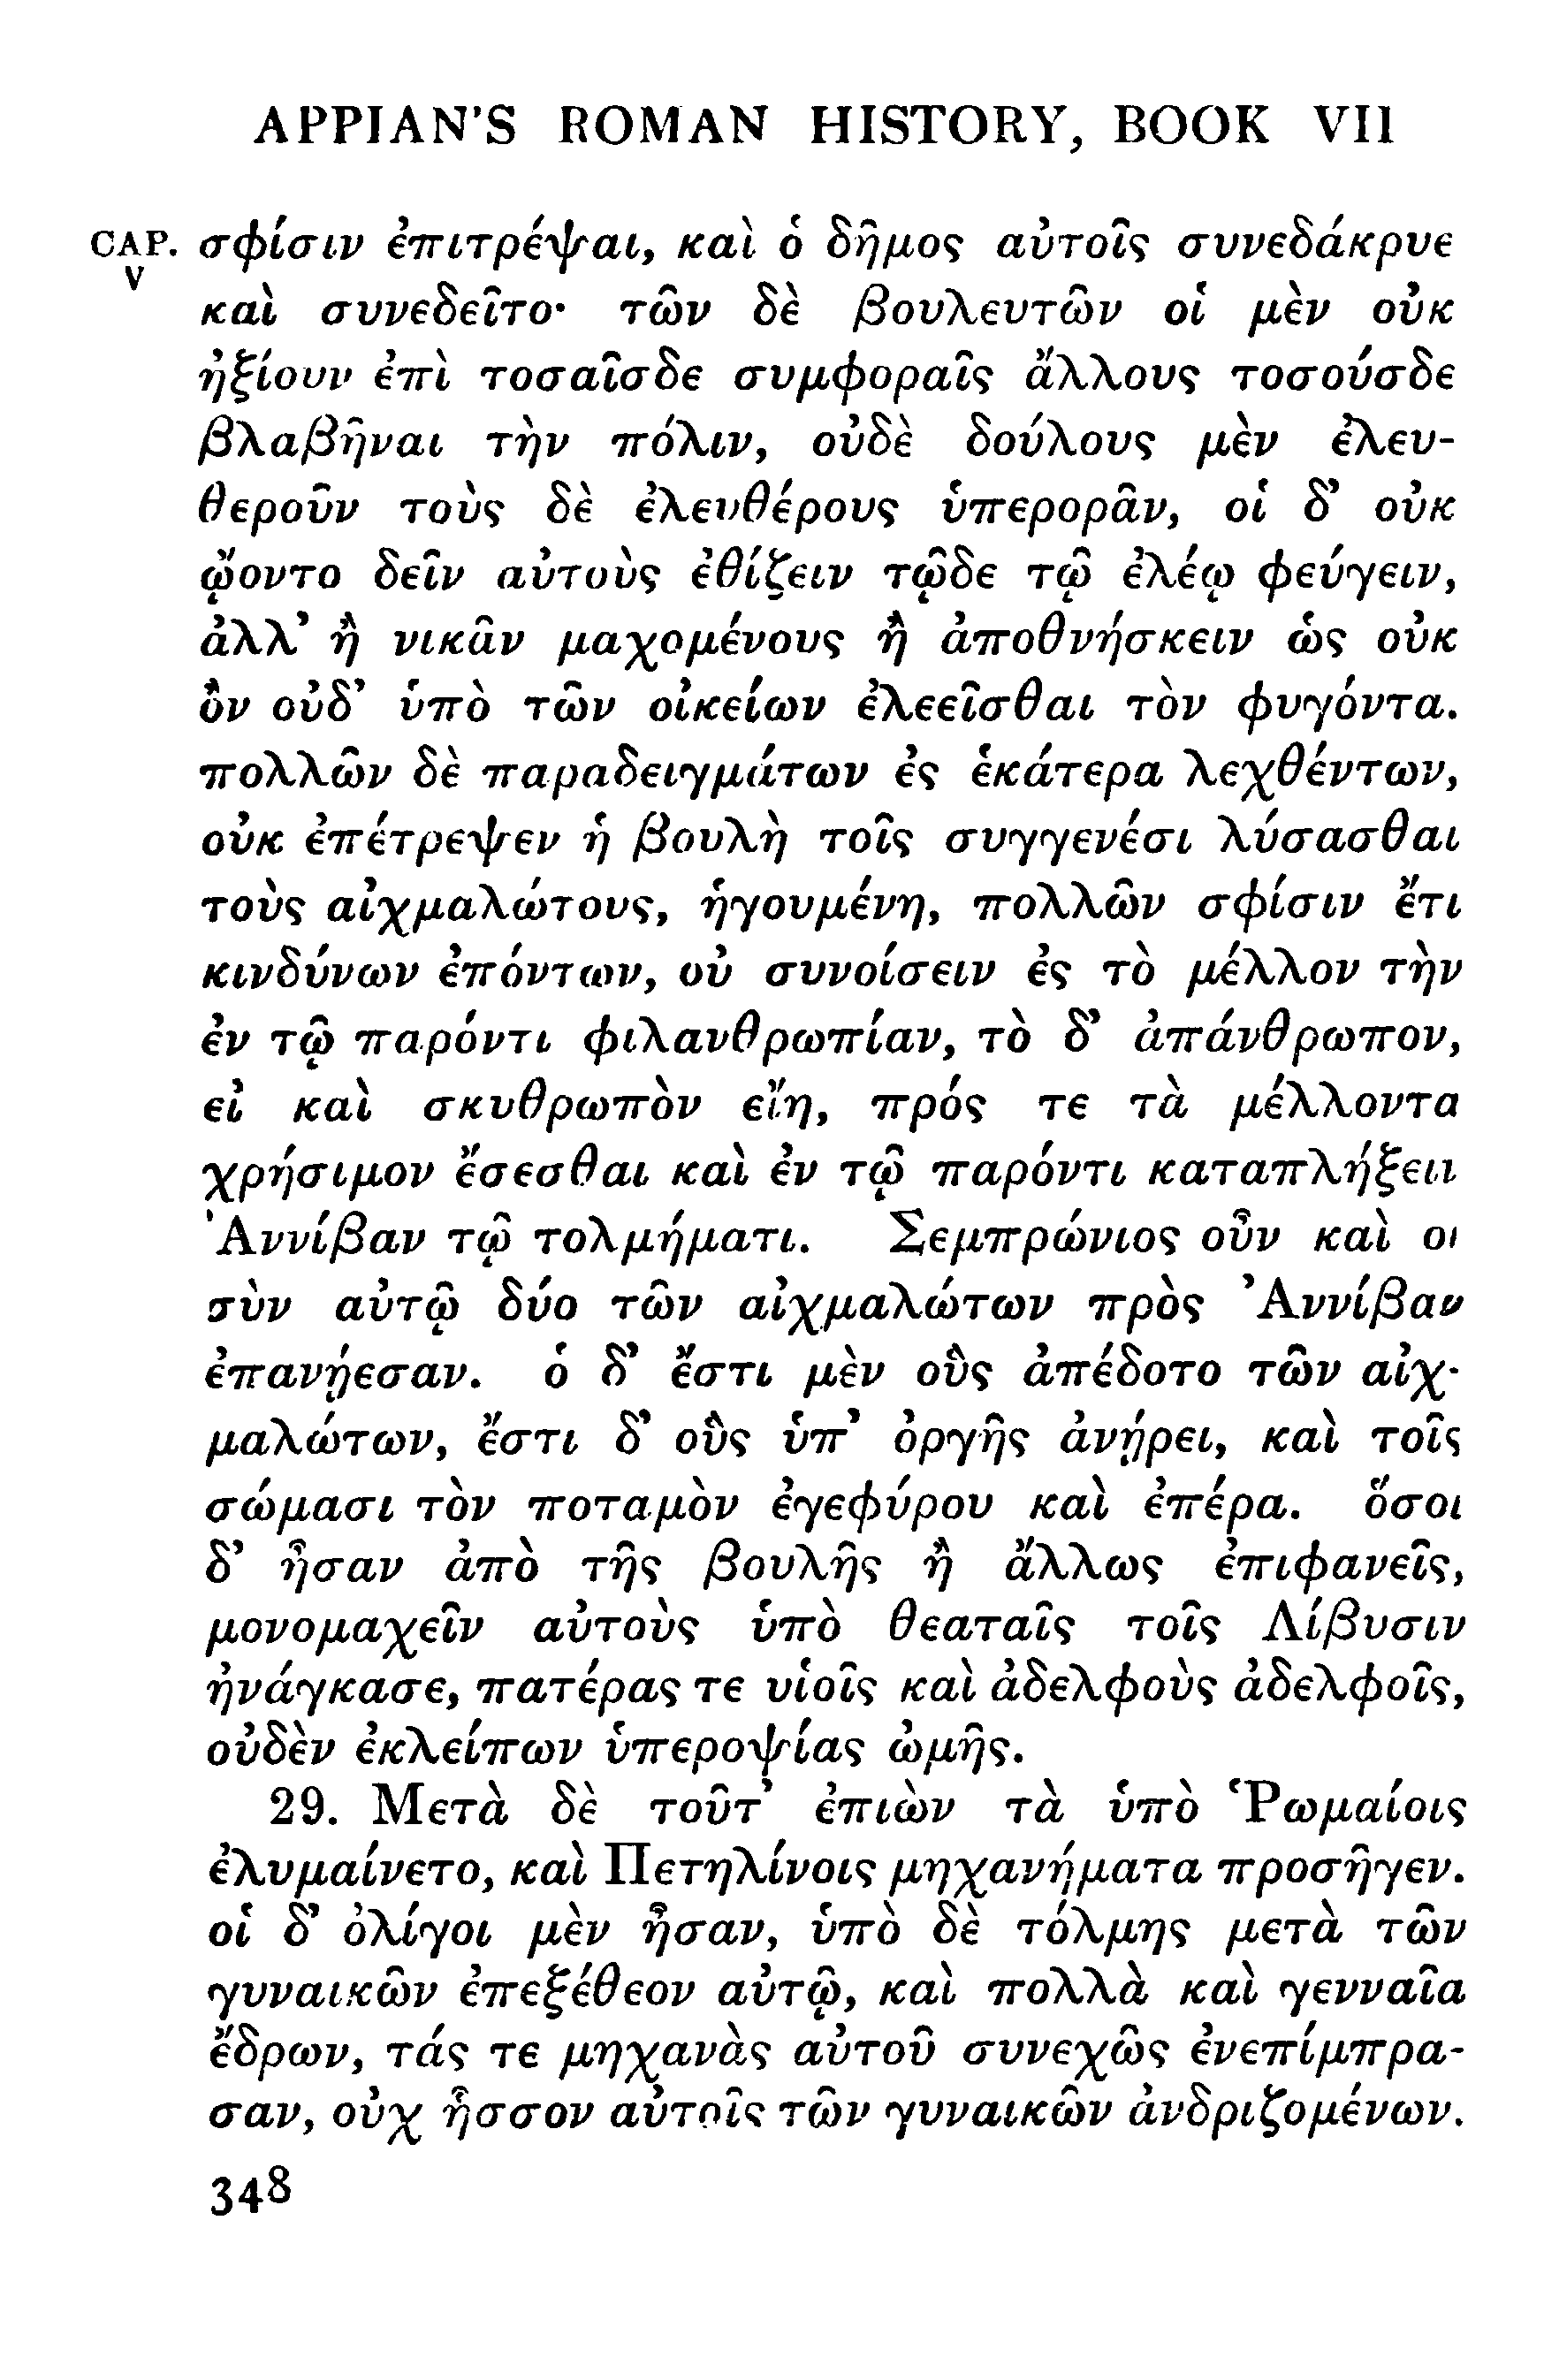 APPIAN'S ROMAN HISTORY, BOOK VII
CAP. σφίσιν ἐπιτρέψαι, καὶ ὁ δῆμος αὐτοῖς συνεδάκρυε
V
καὶ συνεδεῖτο· τῶν δὲ βουλευτῶν οἱ μὲν οὐκ
ἠξίουν ἐπὶ τοσαῖσδε συμφοραῖς ἄλλους τοσούσδε
βλαβῆναι τὴν πόλιν, οὐδὲ δούλους μὲν ἐλευ-
θεροῦν τοὺς δὲ ἐλευθέρους ὑπερορᾶν, οἱ δ’ οὐκ
ᾤοντο δεῖν αὐτοὺς ἐθίζειν τῷδε τῷ ἐλέῳ φεύγειν,
ἀλλ’ ἢ νικᾶν μαχομένους ἢ ἀποθνήσκειν ὡς οὐκ
ὂν οὐδ’ ὑπὸ τῶν οἰκείων ἐλεεῖσθαι τὸν φυγόντα.
πολλῶν δὲ παραδειγμάτων ἐς ἑκάτερα λεχθέντων,
οὐκ ἐπέτρεψεν ἡ βουλὴ τοῖς συγγενέσι λύσασθαι
τοὺς αἰχμαλώτους, ἡγουμένη, πολλῶν σφίσιν ἔτι
κινδύνων ἐπόντων, οὐ συνοίσειν ἐς τὸ μέλλον τὴν
ἐν τῷ παρόντι φιλανθρωπίαν, τὸ δ’ ἀπάνθρωπον,
εἰ καὶ σκυθρωπὸν εἴη, πρός τε τὰ μέλλοντα
χρήσιμον ἔσεσθαι καὶ ἐν τῷ παρόντι καταπλήξειν
Ἀννίβαν τῷ τολμήματι. Σεμπρώνιος οὖν καὶ οἱ
σὺν αὐτῷ δύο τῶν αἰχμαλώτων πρὸς Ἀννίβαν
ἐπανῄεσαν. ὁ δ’ ἔστι μὲν οὓς ἀπέδοτο τῶν αἰχ-
μαλώτων, ἔστι δ’ οὓς ὑπ’ ὀργῆς ἀνῄρει, καὶ τοῖς
σώμασι τὸν ποταμὸν ἐγεφύρου καὶ ἐπέρα. ὅσοι
δ’ ἦσαν ἀπὸ τῆς βουλῆς ἢ ἄλλως ἐπιφανεῖς,
μονομαχεῖν αὐτοὺς ὑπὸ θεαταῖς τοῖς Λίβυσιν
ἠνάγκασε, πατέρας τε υἱοῖς καὶ ἀδελφοὺς ἀδελφοῖς,
οὐδὲν ἐκλείπων ὑπεροψίας ὠμῆς.
29. Μετὰ δὲ τοῦτ’ ἐπιὼν τὰ ὑπὸ Ῥωμαίοις
ἐλυμαίνετο, καὶ Πετηλίνοις μηχανήματα προσῆγεν.
οἱ δ’ ὀλίγοι μὲν ἦσαν, ὑπὸ δὲ τόλμης μετὰ τῶν
γυναικῶν ἐπεξέθεον αὐτῷ, καὶ πολλὰ καὶ γενναῖα
ἔδρων, τάς τε μηχανὰς αὐτοῦ συνεχῶς ἐνεπίμπρα-
σαν, οὐχ ἧσσον αὐτοῖς τῶν γυναικῶν ἀνδριζομένων.
348